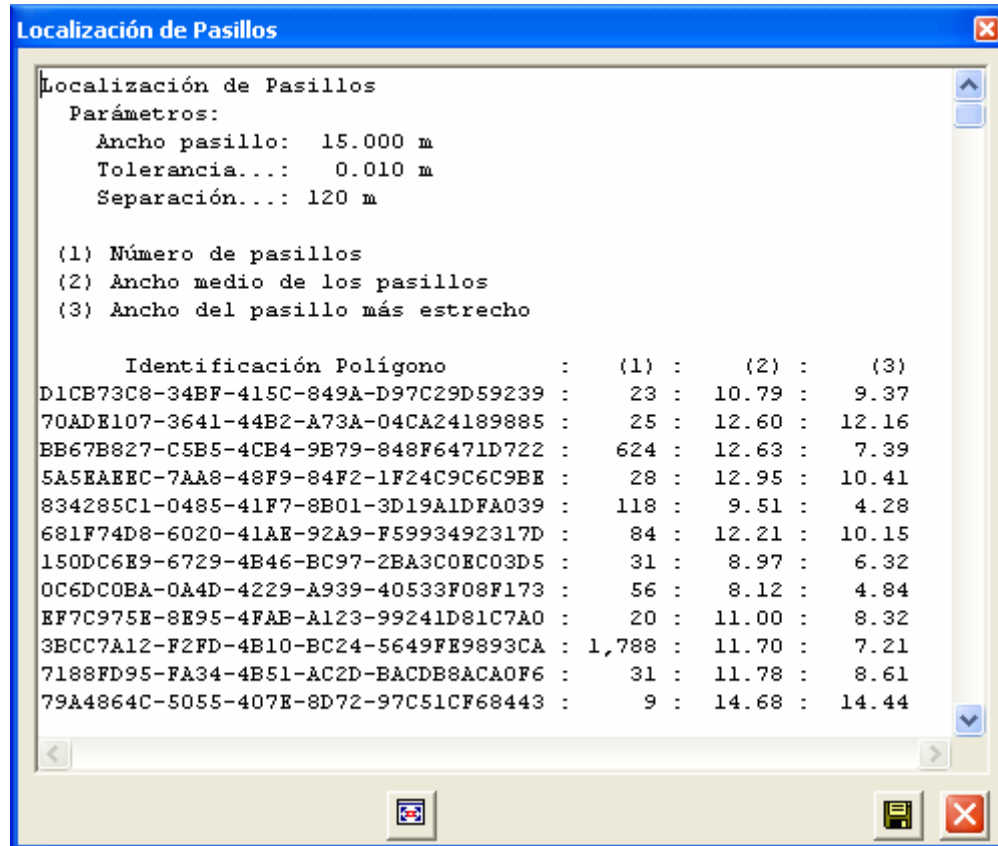 Localización de Pasillos
Localización de Pasillos
Parámetros:
Ancho pasillo: 15.000 m
Tolerancia...: 0.010 m
Separación...: 120 m
(1) Número de pasillos
(2) Ancho medio de los pasillos
(3) Ancho del pasillo más estrecho
Identificación Polígono : (1) : (2) : (3)
D1CB73C8-34BF-415C-849A-D97C29D59239 : 23 : 10.79 : 9.37
70ADE107-3641-44B2-A73A-04CA24189885 : 25 : 12.60 : 12.16
BB67B827-C5B5-4CB4-9B79-848F6471D722 : 624 : 12.63 : 7.39
5A5EAEEC-7AA8-48F9-84F2-1F24C9C6C9BE : 28 : 12.95 : 10.41
834285C1-0485-41F7-8B01-3D19A1DFA039 : 118 : 9.51 : 4.28
681F74D8-6020-41AE-92A9-F5993492317D : 84 : 12.21 : 10.15
150DC6E9-6729-4B46-BC97-2BA3C0EC03D5 : 31 : 8.97 : 6.32
0C6DC0BA-0A4D-4229-A939-40533F08F173 : 56 : 8.12 : 4.84
EF7C975E-8E95-4FAB-A123-99241D81C7A0 : 20 : 11.00 : 8.32
3BCC7A12-F2FD-4B10-BC24-5649FE9893CA : 1,788 : 11.70 : 7.21
7188FD95-FA34-4B51-AC2D-BACDB8ACA0F6 : 31 : 11.78 : 8.61
79A4864C-5055-407E-8D72-97C51CF68443 : 9 : 14.68 : 14.44